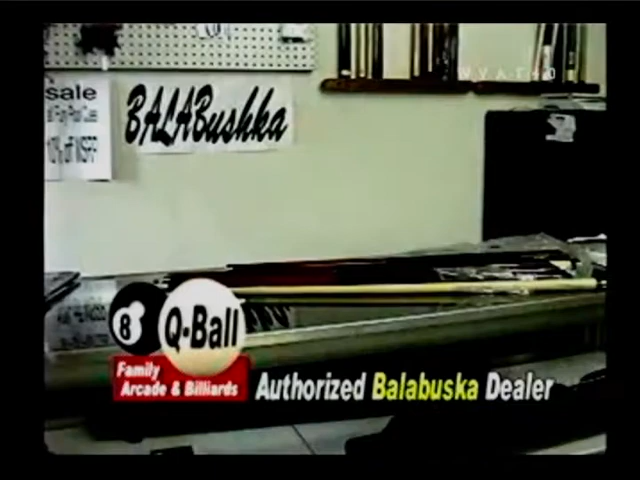 sale
BALABushka
8
Q-Ball
Family
Arcade & Billiards
Authorized Balabuska Dealer